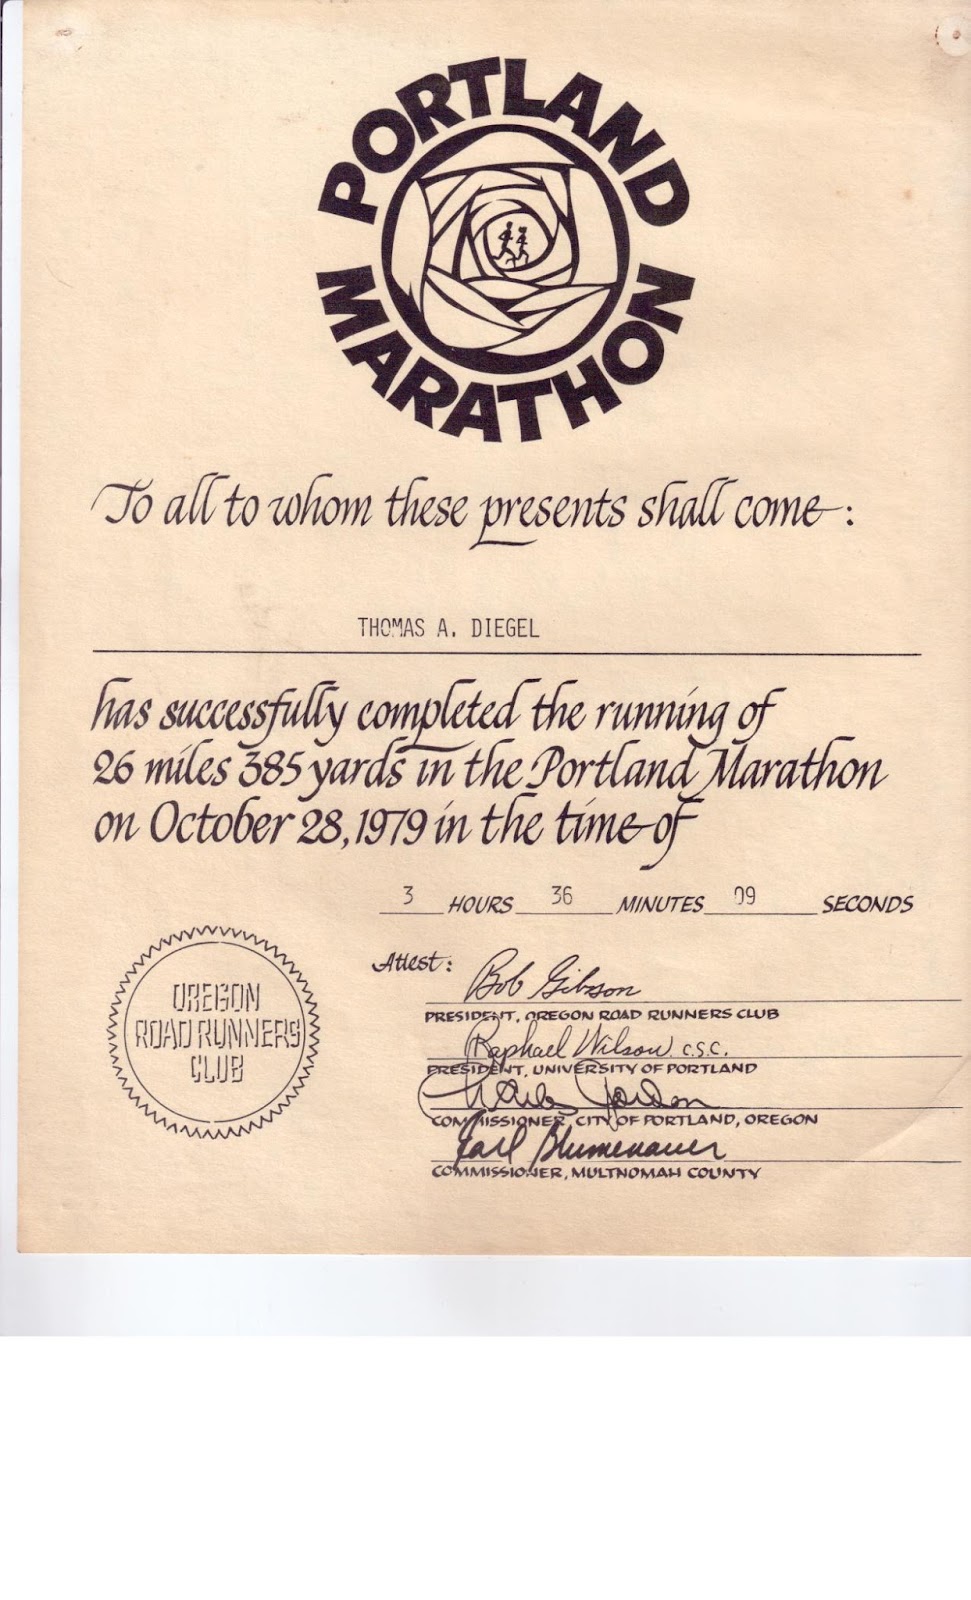 PORTLAND
MARATHON
To all to whom these presents shall come:
THOMAS A. DIEGEL
has successfully completed the running of
26 miles 385 yards in the Portland Marathon
on October 28, 1979 in the time of
3 HOURS 36 MINUTES 09 SECONDS
OREGON
ROAD RUNNERS
CLUB
Attest:
Bob Gibson
PRESIDENT, OREGON ROAD RUNNERS CLUB
Raphael Wilson, C.S.C.
PRESIDENT, UNIVERSITY OF PORTLAND
Charles Jordan
COMMISSIONER, CITY OF PORTLAND, OREGON
Earl Blumenauer
COMMISSIONER, MULTNOMAH COUNTY